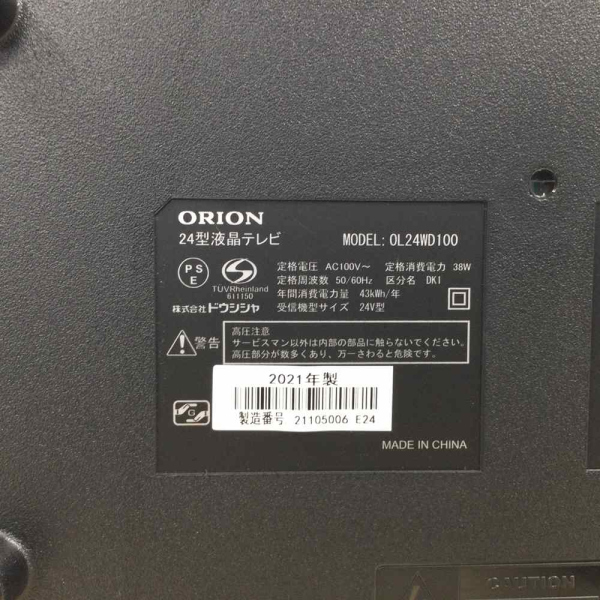 ORION
24型液晶テレビ MODEL: OL24WD100
PS
E
TÜVRheinland
611150
定格電圧 AC100V～ 定格消費電力 38W
定格周波数 50/60Hz 区分名 DK1
年間消費電力量 43kWh/年
受信機型サイズ 24V型
株式会社ドウシシャ
警告
高圧注意
サービスマン以外は内部の部品に触らないでください。
高圧部分が数多くあり、万一さわると危険です。
G
2021年製
製造番号 21105006 E24
MADE IN CHINA
CAUTION